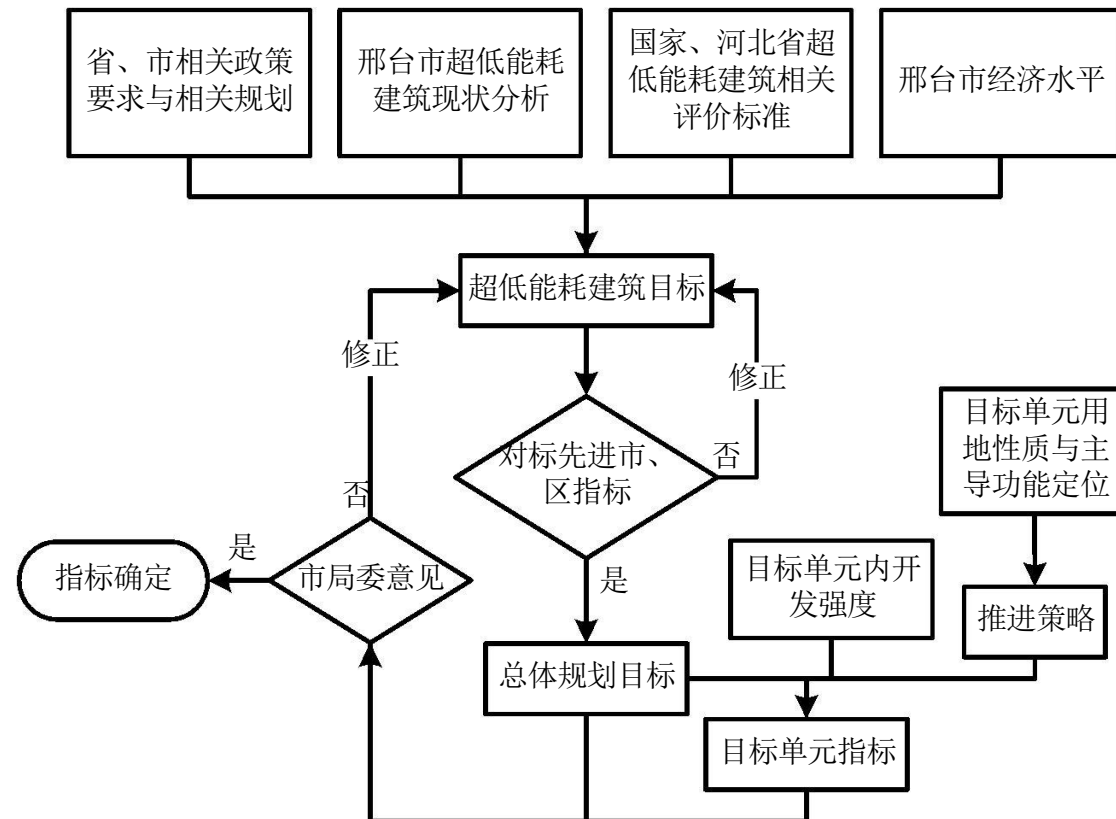 省、市相关政策
要求与相关规划
邢台市超低能耗
建筑现状分析
国家、河北省超
低能耗建筑相关
评价标准
邢台市经济水平
超低能耗建筑目标
修正
修正
对标先进市、
区指标
否
目标单元用
地性质与主
导功能定位
否
是
指标确定
市局委意见
是
目标单元内开
发强度
推进策略
总体规划目标
目标单元指标